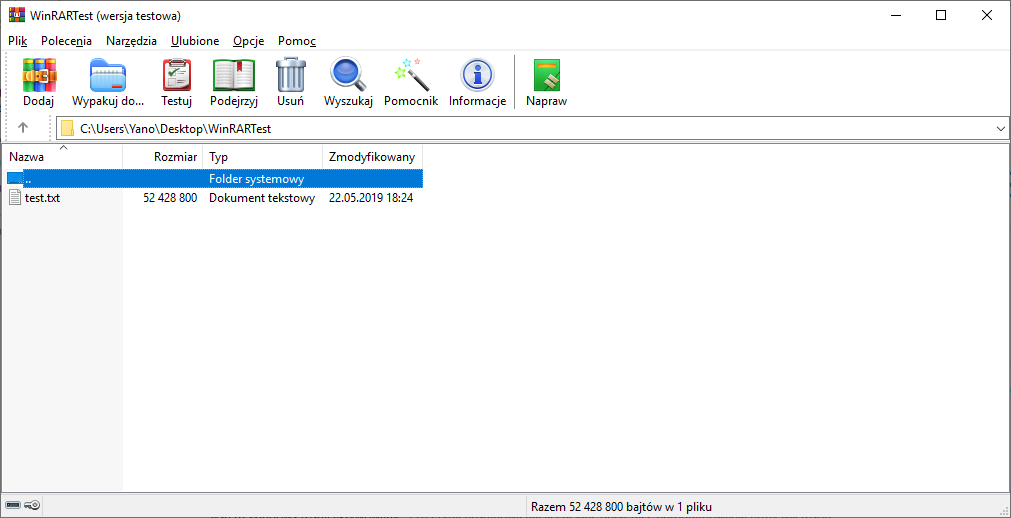 WinRARTest (wersja testowa)
Plik Polecenia Narzędzia Ulubione Opcje Pomoc
Dodaj Wypakuj do... Testuj Podejrzyj Usuń Wyszukaj Pomocnik Informacje Napraw
C:\Users\Yano\Desktop\WinRARTest
Nazwa Rozmiar Typ Zmodyfikowany
.. Folder systemowy
test.txt 52 428 800 Dokument tekstowy 22.05.2019 18:24
Razem 52 428 800 bajtów w 1 pliku